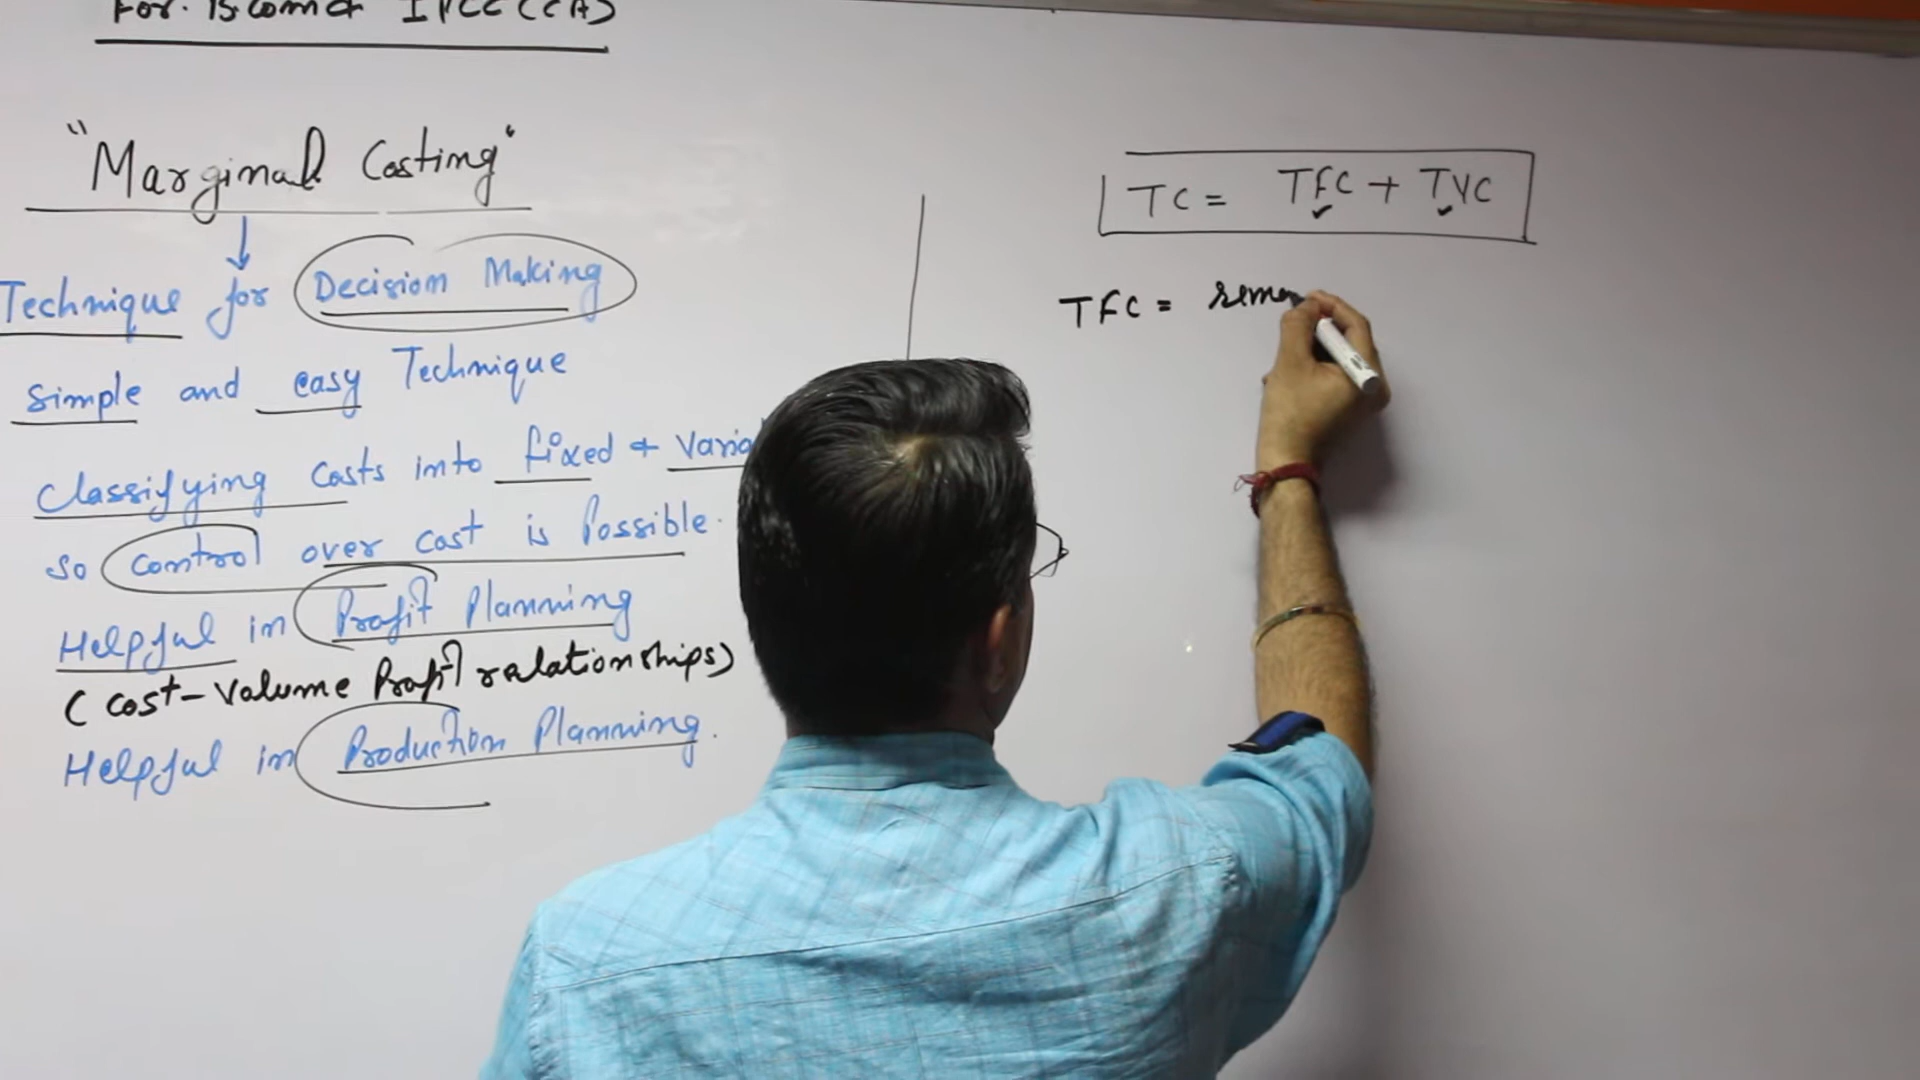 For. B.com & IPCC (CA)
"Marginal Costing"
Technique for Decision Making
simple and easy Technique
Classifying Costs into fixed &
so control over cost is Possible.
Helpful in Profit Planning
( Cost-Volume Profit relationships)
Helpful in Production Planning.
TC = TFC + TVC
TFC =